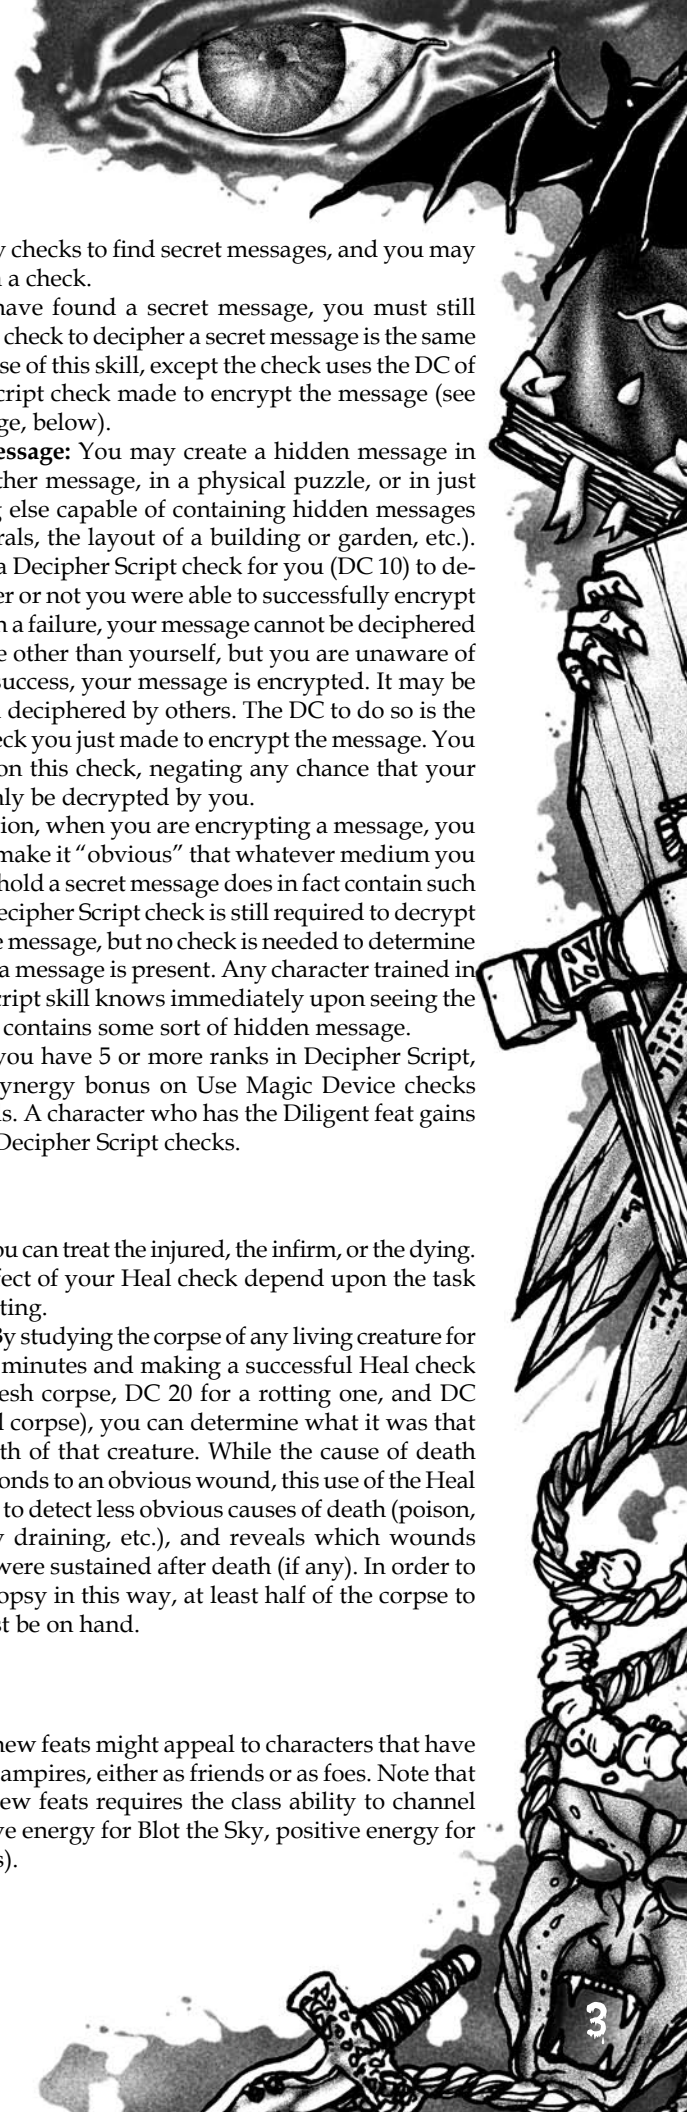 y checks to find secret messages, and you may
a check.
have found a secret message, you must still
check to decipher a secret message is the same
se of this skill, except the check uses the DC of
cript check made to encrypt the message (see
ge, below).
essage: You may create a hidden message in
ther message, in a physical puzzle, or in just
g else capable of containing hidden messages
rals, the layout of a building or garden, etc.).
a Decipher Script check for you (DC 10) to de-
er or not you were able to successfully encrypt
n a failure, your message cannot be deciphered
e other than yourself, but you are unaware of
success, your message is encrypted. It may be
deciphered by others. The DC to do so is the
eck you just made to encrypt the message. You
on this check, negating any chance that your
nly be decrypted by you.
tion, when you are encrypting a message, you
make it “obvious” that whatever medium you
hold a secret message does in fact contain such
ecipher Script check is still required to decrypt
e message, but no check is needed to determine
a message is present. Any character trained in
cript skill knows immediately upon seeing the
contains some sort of hidden message.
you have 5 or more ranks in Decipher Script,
ynergy bonus on Use Magic Device checks
ls. A character who has the Diligent feat gains
Decipher Script checks.
ou can treat the injured, the infirm, or the dying.
fect of your Heal check depend upon the task
ting.
By studying the corpse of any living creature for
minutes and making a successful Heal check
esh corpse, DC 20 for a rotting one, and DC
l corpse), you can determine what it was that
th of that creature. While the cause of death
onds to an obvious wound, this use of the Heal
to detect less obvious causes of death (poison,
y draining, etc.), and reveals which wounds
were sustained after death (if any). In order to
opsy in this way, at least half of the corpse to
st be on hand.
new feats might appeal to characters that have
ampires, either as friends or as foes. Note that
ew feats requires the class ability to channel
ve energy for Blot the Sky, positive energy for
s).
3